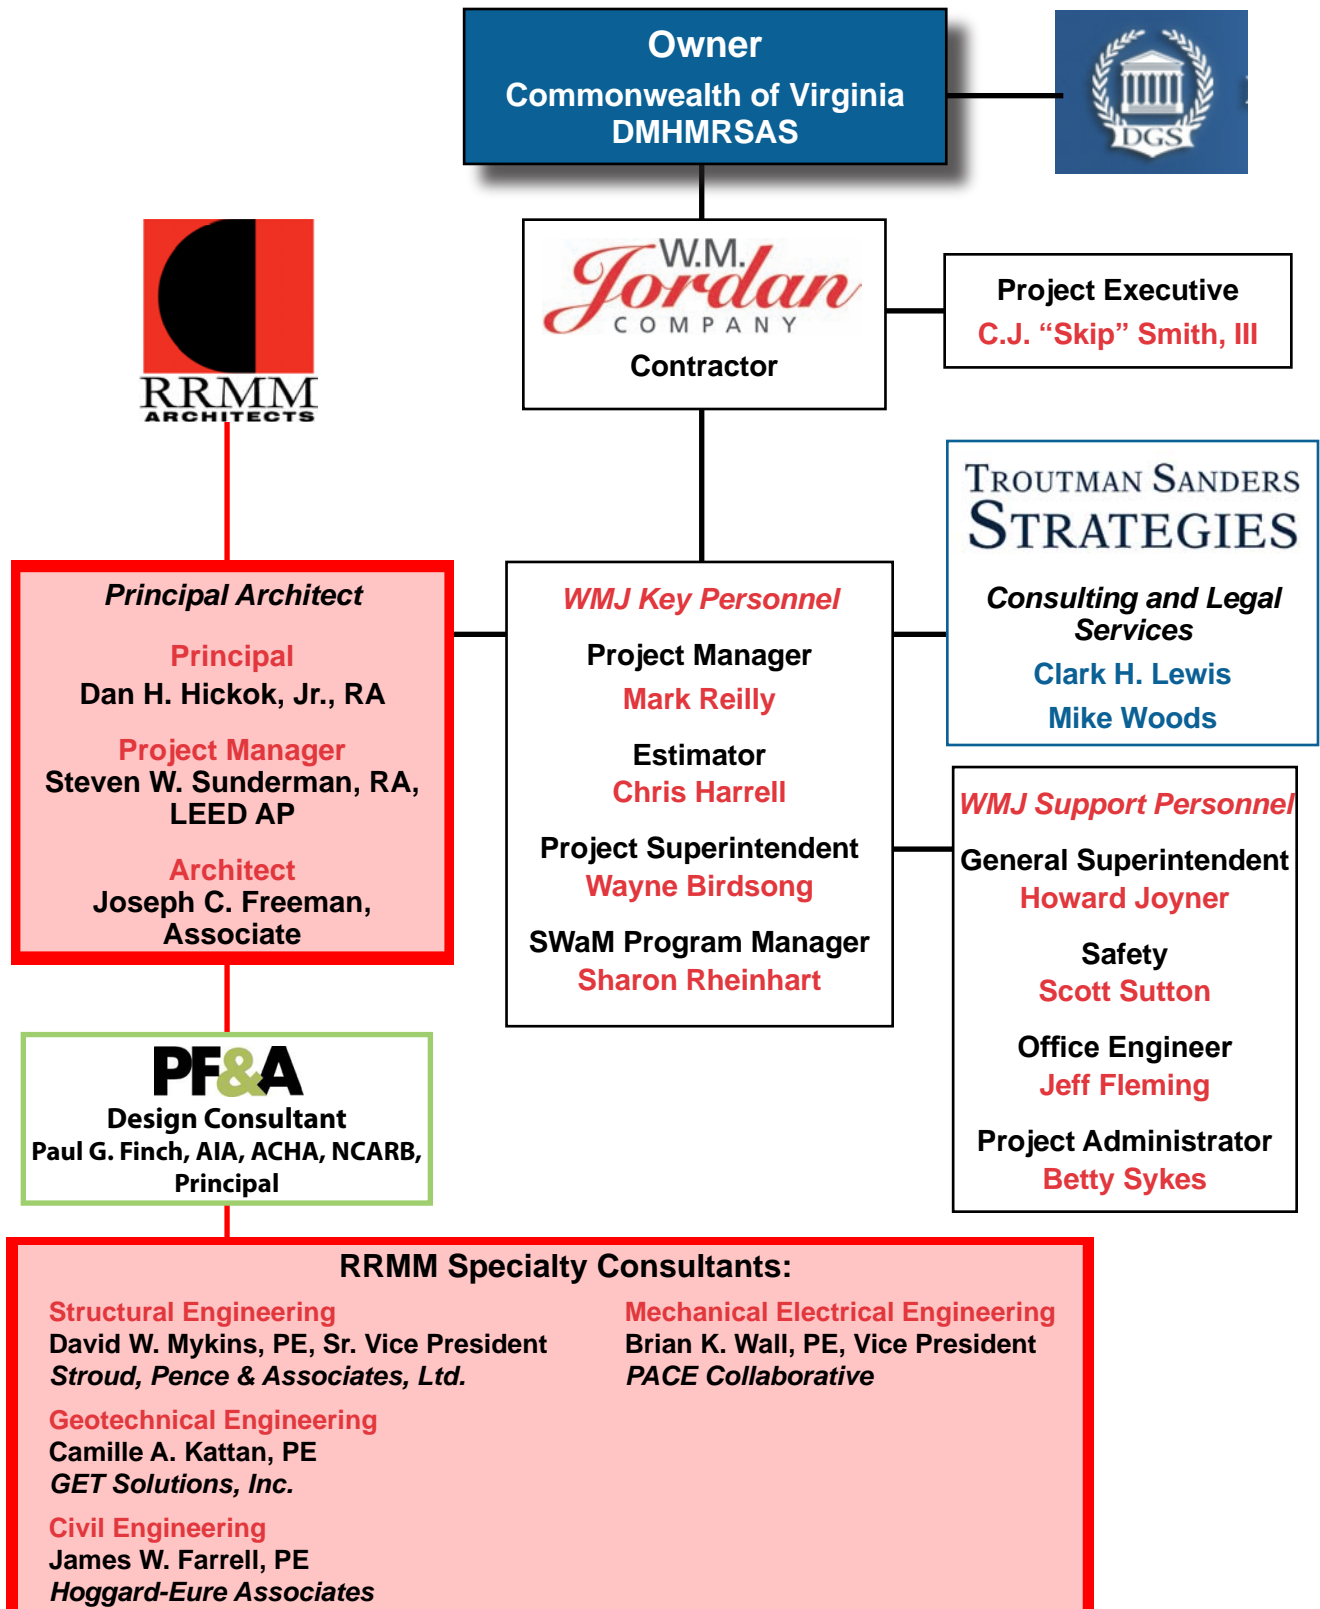 Owner
Commonwealth of Virginia
DMHMRSAS
DGS
W.M.
Jordan
COMPANY
Contractor
Project Executive
C.J. “Skip” Smith, III
RRMM
ARCHITECTS
TROUTMAN SANDERS
STRATEGIES
Consulting and Legal
Services
Clark H. Lewis
Mike Woods
Principal Architect
Principal
Dan H. Hickok, Jr., RA
Project Manager
Steven W. Sunderman, RA,
LEED AP
Architect
Joseph C. Freeman,
Associate
WMJ Key Personnel
Project Manager
Mark Reilly
Estimator
Chris Harrell
Project Superintendent
Wayne Birdsong
SWaM Program Manager
Sharon Rheinhart
WMJ Support Personnel
General Superintendent
Howard Joyner
Safety
Scott Sutton
Office Engineer
Jeff Fleming
Project Administrator
Betty Sykes
PF&A
Design Consultant
Paul G. Finch, AIA, ACHA, NCARB,
Principal
RRMM Specialty Consultants:
Structural Engineering
David W. Mykins, PE, Sr. Vice President
Stroud, Pence & Associates, Ltd.
Geotechnical Engineering
Camille A. Kattan, PE
GET Solutions, Inc.
Civil Engineering
James W. Farrell, PE
Hoggard-Eure Associates
Mechanical Electrical Engineering
Brian K. Wall, PE, Vice President
PACE Collaborative